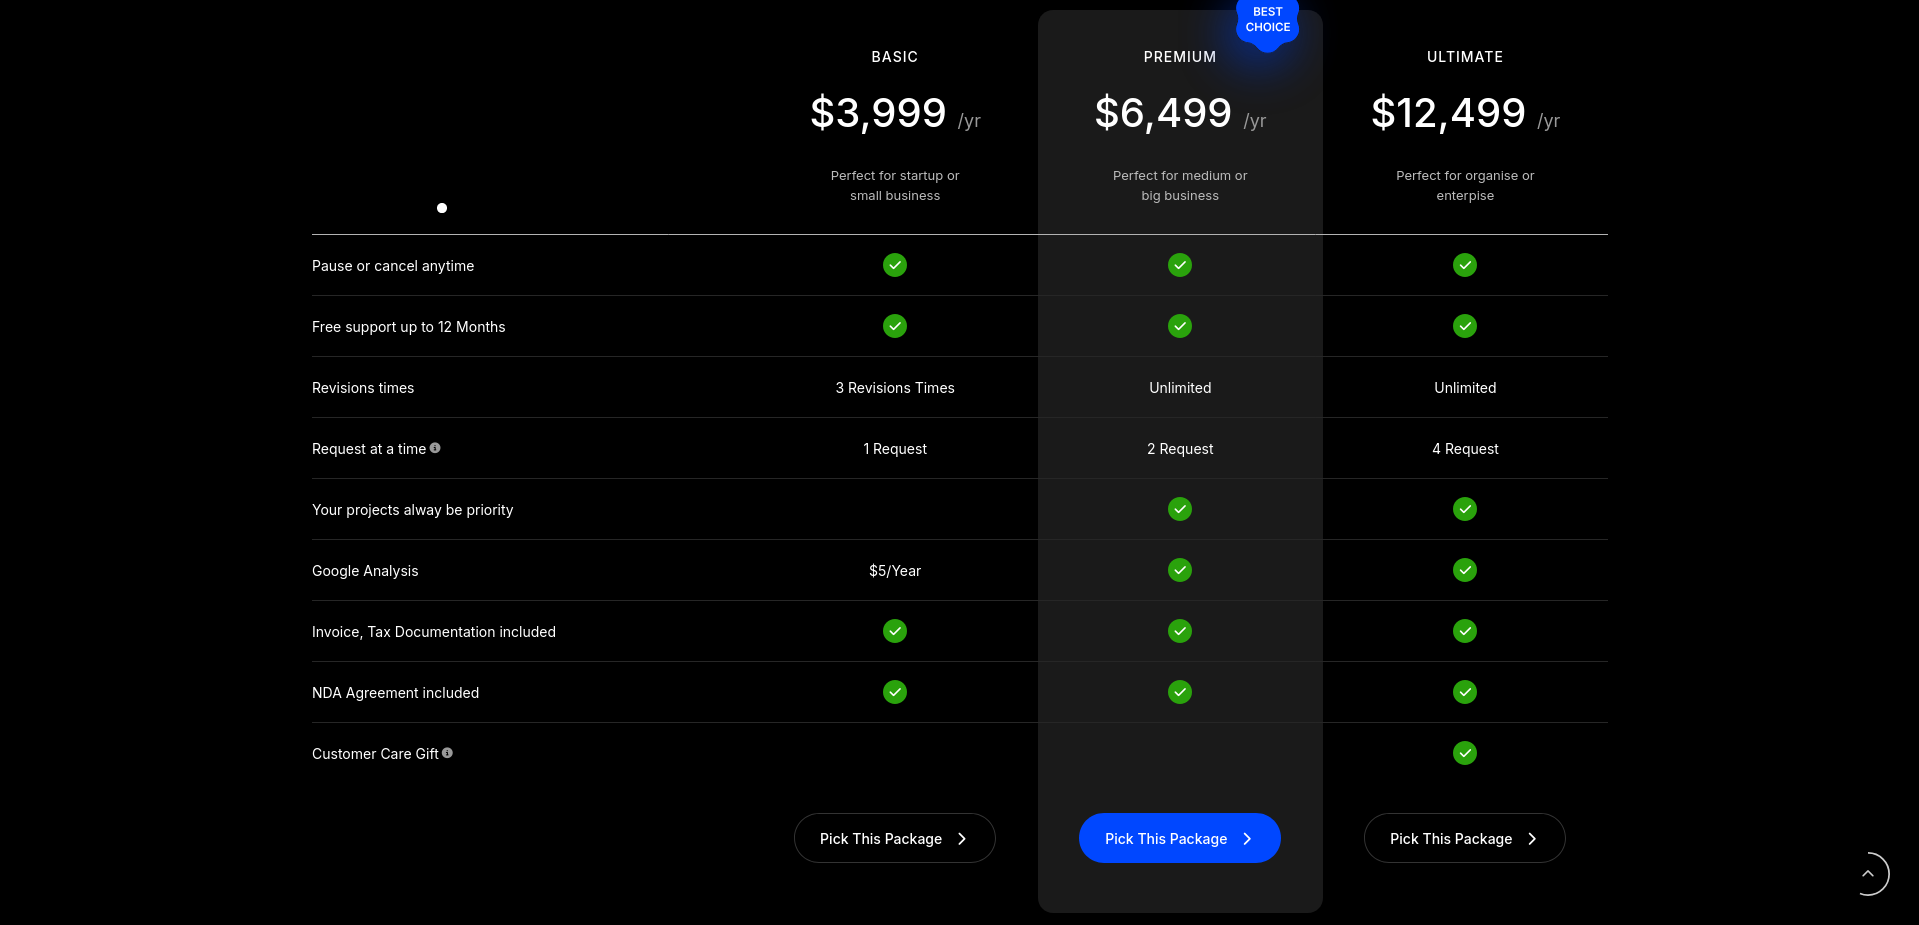 BEST
CHOICE
BASIC
PREMIUM
ULTIMATE
$3,999 /yr
$6,499 /yr
$12,499 /yr
Perfect for startup or
small business
Perfect for medium or
big business
Perfect for organise or
enterpise
Pause or cancel anytime
Free support up to 12 Months
Revisions times
3 Revisions Times
Unlimited
Unlimited
Request at a time
1 Request
2 Request
4 Request
Your projects alway be priority
Google Analysis
$5/Year
Invoice, Tax Documentation included
NDA Agreement included
Customer Care Gift
Pick This Package
Pick This Package
Pick This Package